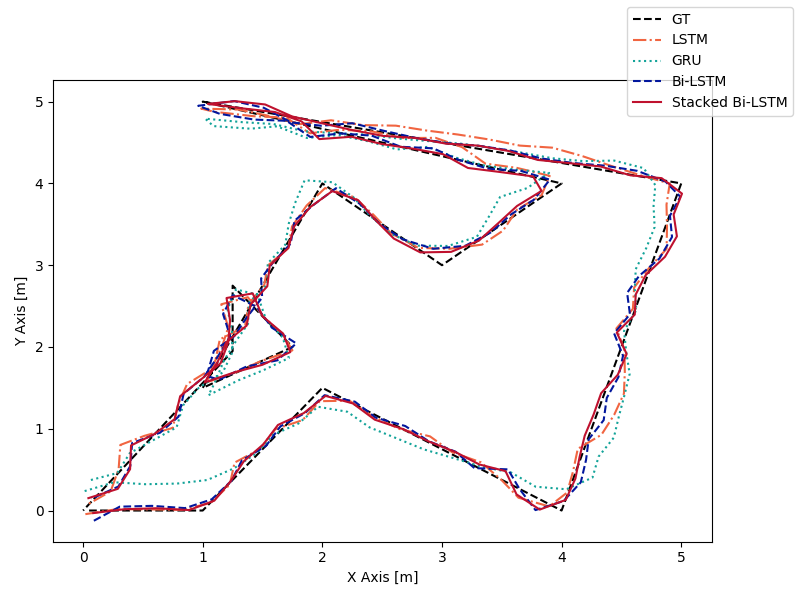 GT
LSTM
GRU
Bi-LSTM
Stacked Bi-LSTM
5
4
3
2
1
0
Y Axis [m]
0 1 2 3 4 5
X Axis [m]